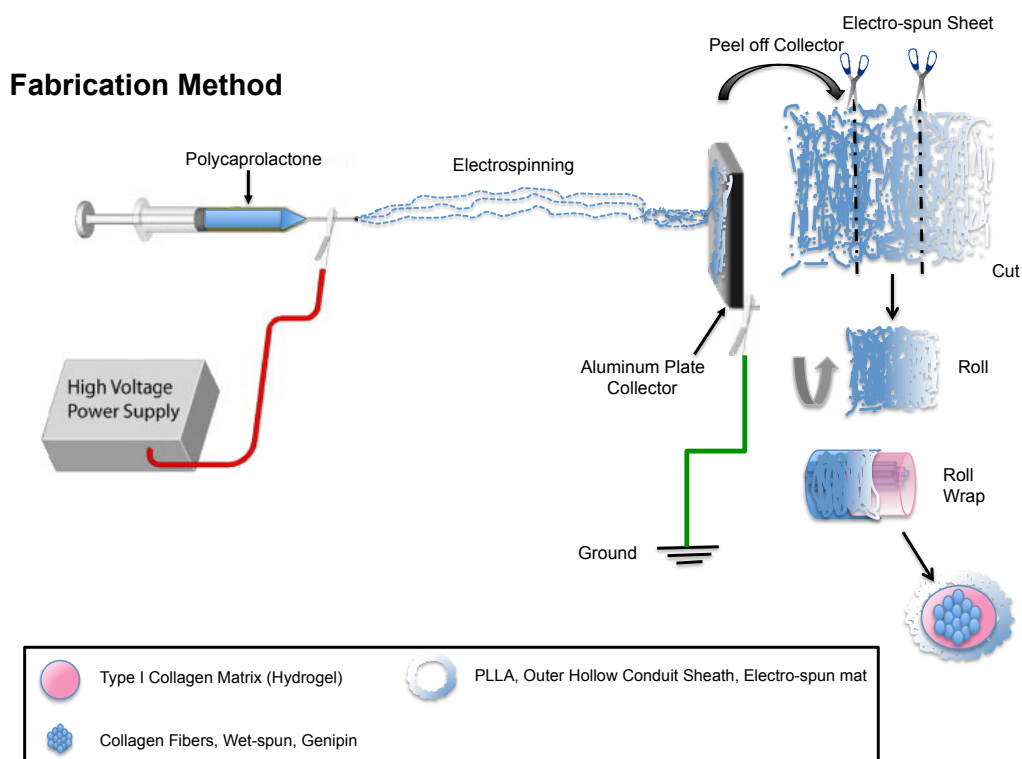 Fabrication Method
Electro-spun Sheet
Peel off Collector
Polycaprolactone
Electrospinning
Cut
Aluminum Plate
Collector
Roll
High Voltage
Power Supply
Roll
Wrap
Ground
Type I Collagen Matrix (Hydrogel)
PLLA, Outer Hollow Conduit Sheath, Electro-spun mat
Collagen Fibers, Wet-spun, Genipin